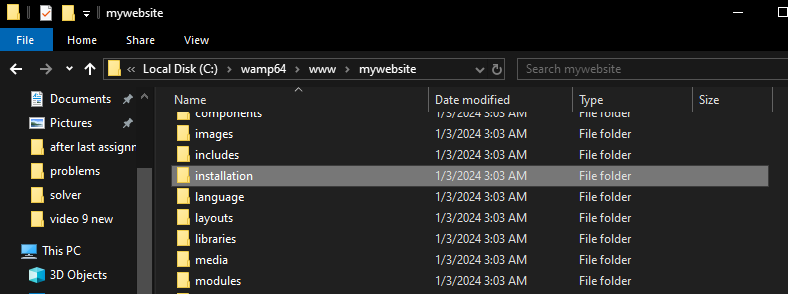 mywebsite
File Home Share View
« Local Disk (C:) › wamp64 › www › mywebsite Search mywebsite
Documents
Pictures
after last assignn
problems
solver
video 9 new
This PC
3D Objects
Name Date modified Type Size
components 1/3/2024 3:03 AM File folder
images 1/3/2024 3:03 AM File folder
includes 1/3/2024 3:03 AM File folder
installation 1/3/2024 3:03 AM File folder
language 1/3/2024 3:03 AM File folder
layouts 1/3/2024 3:03 AM File folder
libraries 1/3/2024 3:03 AM File folder
media 1/3/2024 3:03 AM File folder
modules 1/3/2024 3:03 AM File folder